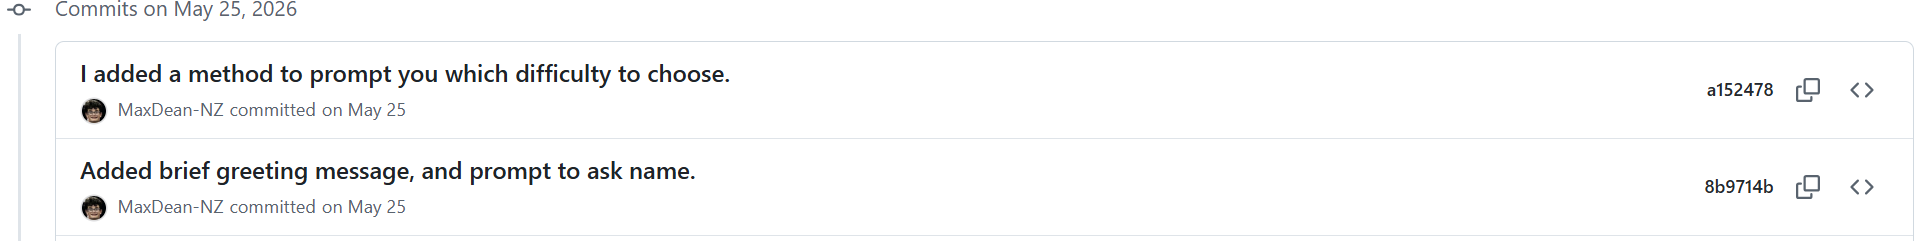 Commits on May 25, 2026
I added a method to prompt you which difficulty to choose.
MaxDean-NZ committed on May 25
a152478
Added brief greeting message, and prompt to ask name.
MaxDean-NZ committed on May 25
8b9714b